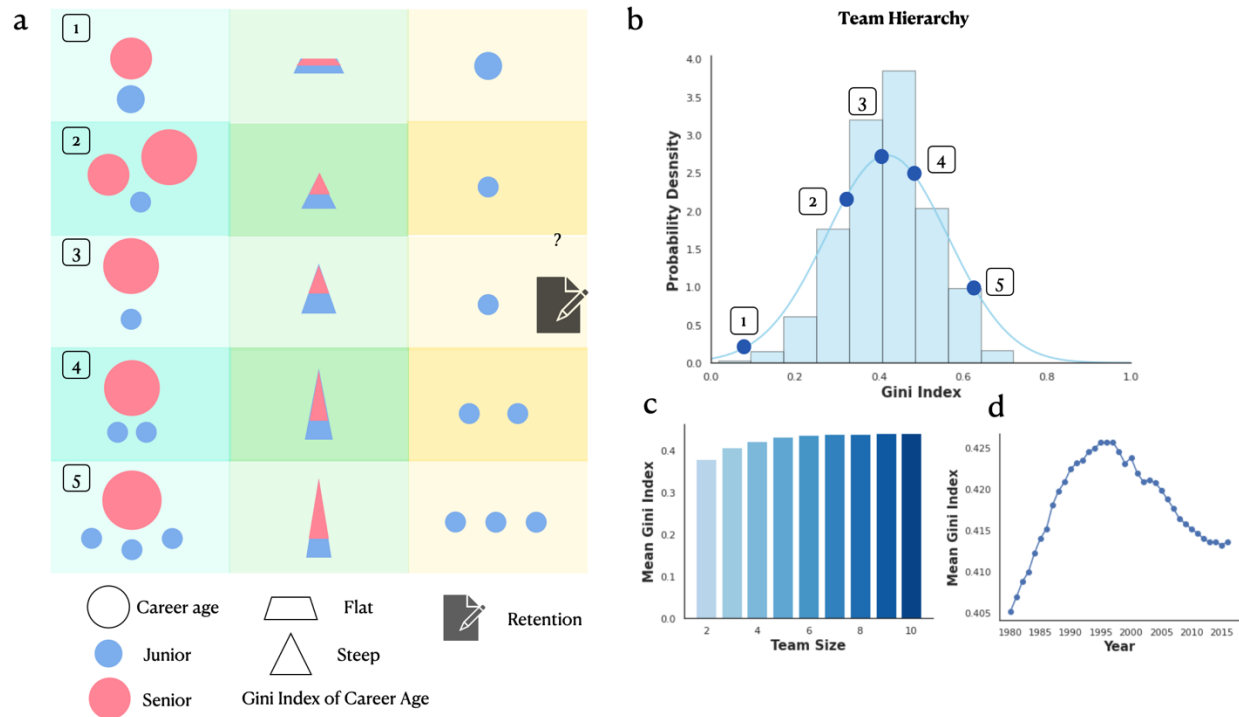 a
1
2
3
?
4
5
Career age
Flat
Retention
Junior
Steep
Senior
Gini Index of Career Age
b
Team Hierarchy
Probability Desnsity
4.0
3.5
3.0
2.5
2.0
1.5
1.0
0.5
0.0
1
2
3
4
5
0.0 0.2 0.4 0.6 0.8 1.0
Gini Index
c
Mean Gini Index
0.4
0.3
0.2
0.1
0.0
2 4 6 8 10
Team Size
d
Mean Gini Index
0.425
0.420
0.415
0.410
0.405
1980 1985 1990 1995 2000 2005 2010 2015
Year